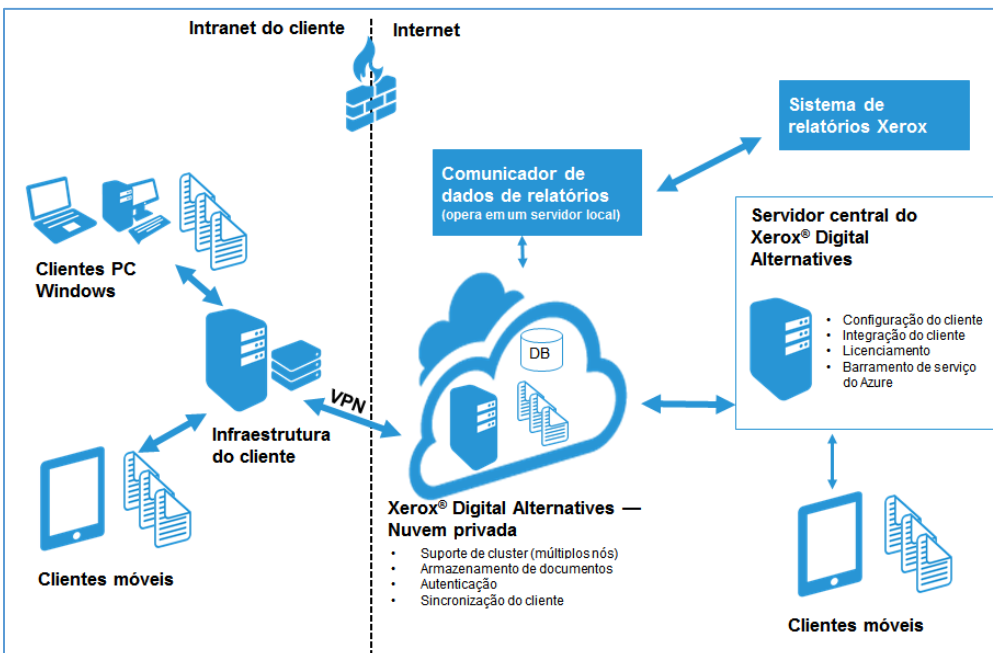 Intranet do cliente
Internet
Sistema de
relatórios Xerox
Comunicador de
dados de relatórios
(opera em um servidor local)
Servidor central do
Xerox® Digital
Alternatives
• Configuração do cliente
• Integração do cliente
• Licenciamento
• Barramento de serviço
do Azure
Clientes PC
Windows
DB
VPN
Infraestrutura
do cliente
Xerox® Digital Alternatives —
Nuvem privada
• Suporte de cluster (múltiplos nós)
• Armazenamento de documentos
• Autenticação
• Sincronização do cliente
Clientes móveis
Clientes móveis